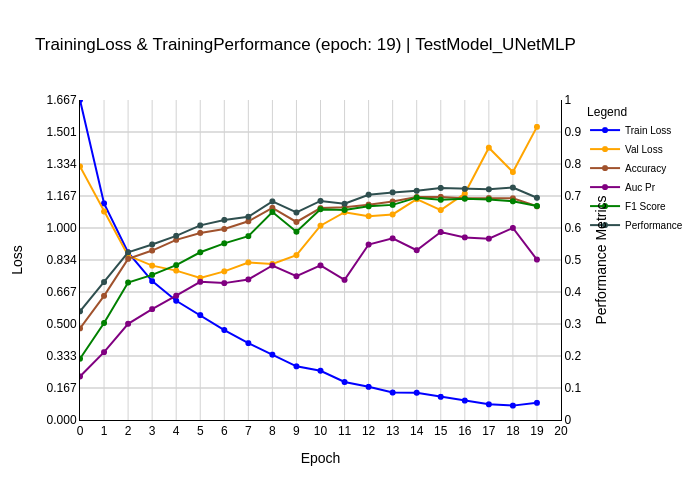 TrainingLoss & TrainingPerformance (epoch: 19) | TestModel_UNetMLP
Legend
Train Loss
Val Loss
Accuracy
Auc Pr
F1 Score
Performance
Loss
1.667
1.501
1.334
1.167
1.000
0.834
0.667
0.500
0.333
0.167
0.000
1
0.9
0.8
0.7
0.6
0.5
0.4
0.3
0.2
0.1
0
Performance Metrics
0 1 2 3 4 5 6 7 8 9 10 11 12 13 14 15 16 17 18 19 20
Epoch